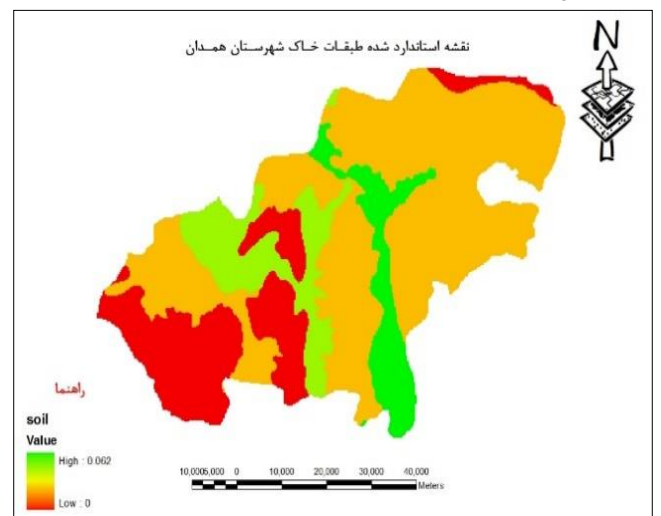 نقشه استاندارد شده طبقات خاک شهرستان همدان
N
راهنما
soil
Value
High : 0.062
Low : 0
10,0005,000 0 10,000 20,000 30,000 40,000
Meters